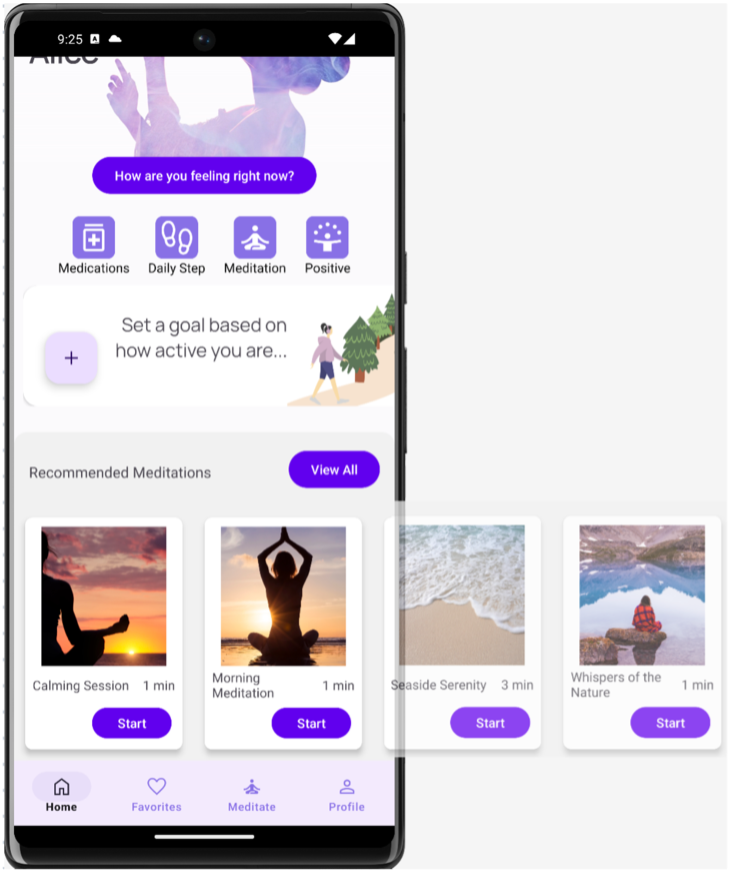 9:25
How are you feeling right now?
Medications Daily Step Meditation Positive
Set a goal based on
how active you are...
+
Recommended Meditations View All
Calming Session 1 min
Start
Morning
Meditation 1 min
Start
Seaside Serenity 3 min
Start
Whispers of the
Nature 1 min
Start
Home Favorites Meditate Profile